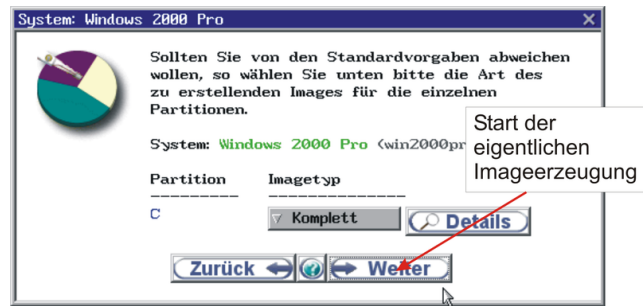 System: Windows 2000 Pro
Sollten Sie von den Standardvorgaben abweichen
wollen, so wählen Sie unten bitte die Art des
zu erstellenden Images für die einzelnen
Partitionen.
System: Windows 2000 Pro (win2000pr
Start der
eigentlichen
Imageerzeugung
Partition Imagetyp
C Komplett Details
Zurück Weiter